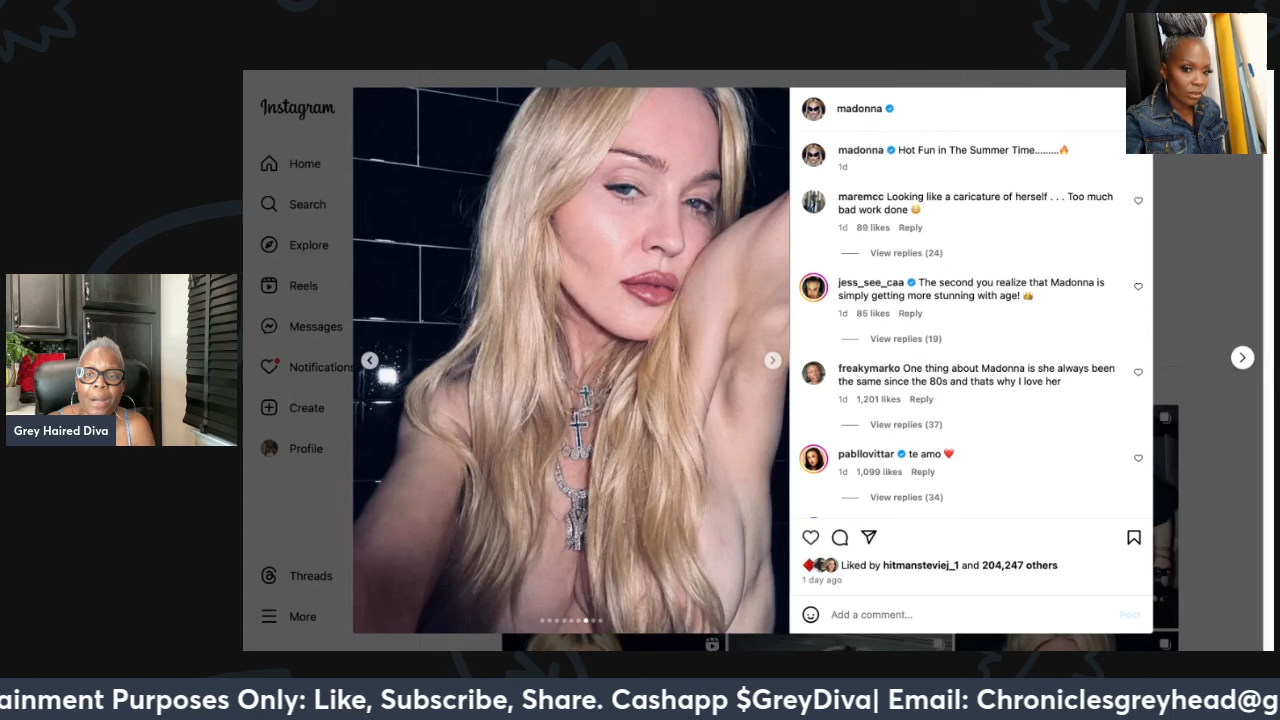 Instagram
Home
Search
Explore
Reels
Messages
Notifications
Create
Profile
Threads
More
madonna
madonna Hot Fun in The Summer Time.........🔥
1d
maremcc Looking like a caricature of herself . . . Too much
bad work done 😳
1d 89 likes Reply
View replies (24)
jess_see_caa The second you realize that Madonna is
simply getting more stunning with age! 👑
1d 85 likes Reply
View replies (19)
freakymarko One thing about Madonna is she always been
the same since the 80s and thats why I love her
1d 1,201 likes Reply
View replies (37)
pabllovittar te amo ❤️
1d 1,099 likes Reply
View replies (34)
Liked by hitmansteviej_1 and 204,247 others
1 day ago
Add a comment...
Post
Grey Haired Diva
ainment Purposes Only: Like, Subscribe, Share. Cashapp $GreyDiva| Email: Chroniclesgreyhead@g